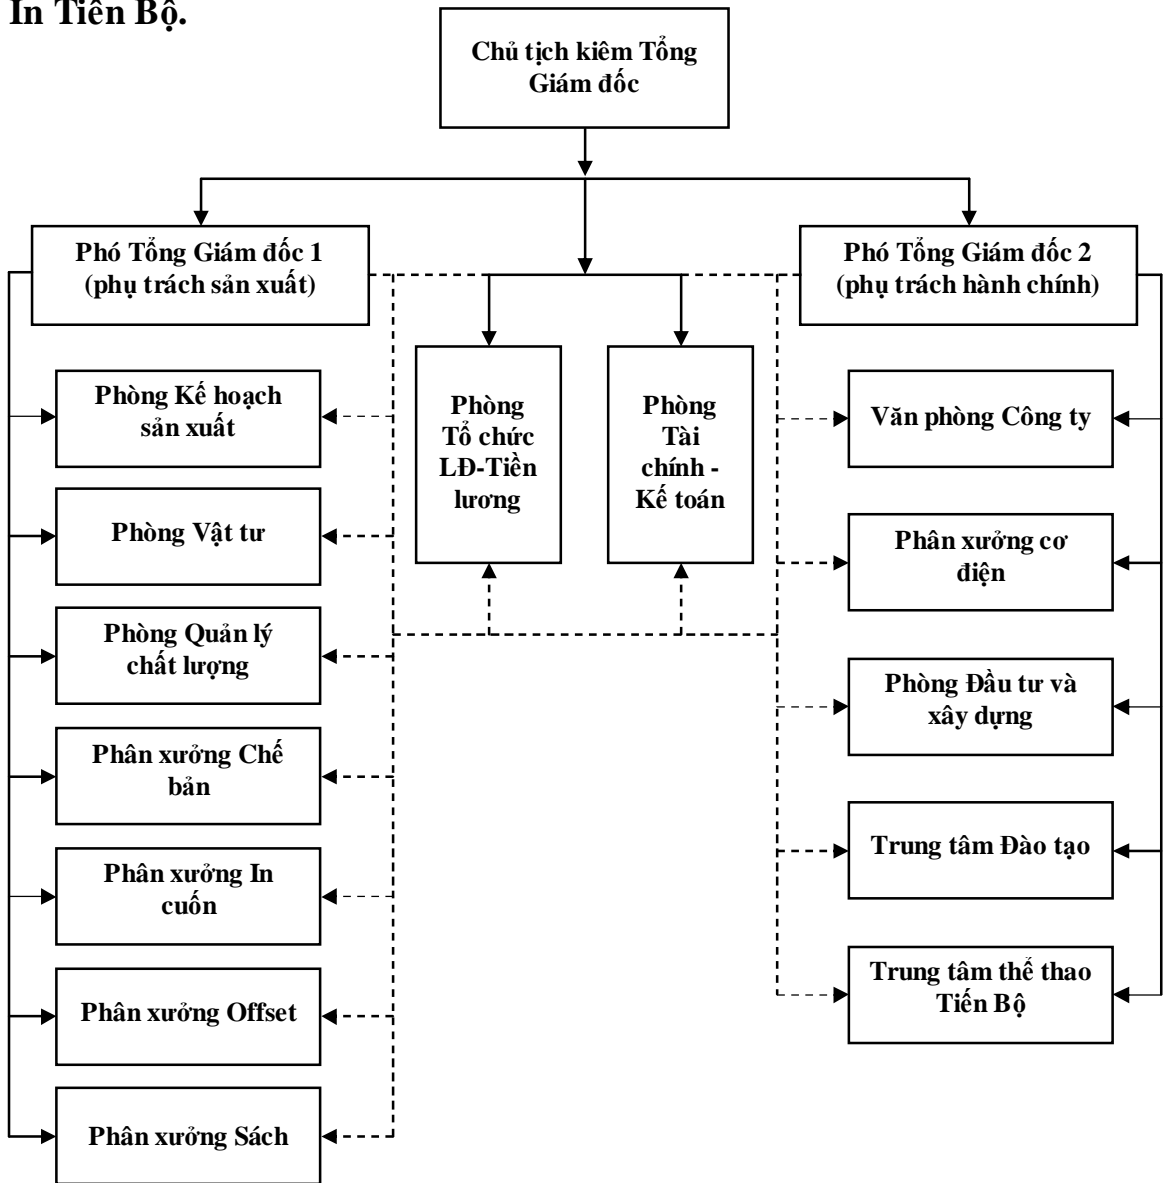 In Tiến Bộ.
Chủ tịch kiêm Tổng
Giám đốc
Phó Tổng Giám đốc 1
(phụ trách sản xuất)
Phó Tổng Giám đốc 2
(phụ trách hành chính)
Phòng
Tổ chức
LĐ-Tiền
lương
Phòng
Tài
chính -
Kế toán
Phòng Kế hoạch
sản xuất
Phòng Vật tư
Phòng Quản lý
chất lượng
Phân xưởng Chế
bản
Phân xưởng In
cuốn
Phân xưởng Offset
Phân xưởng Sách
Văn phòng Công ty
Phân xưởng cơ
điện
Phòng Đầu tư và
xây dựng
Trung tâm Đào tạo
Trung tâm thể thao
Tiến Bộ